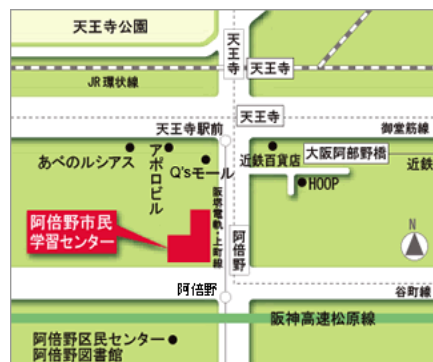 天王寺公園
天王寺
天王寺
JR環状線
天王寺
天王寺駅前
御堂筋線
あべのルシアス
アポロビル
Q'sモール
近鉄百貨店
大阪阿部野橋
近鉄
HOOP
阪堺電軌・上町線
阿倍野市民
学習センター
阿倍野
N
阿倍野
谷町線
阪神高速松原線
阿倍野区民センター
阿倍野図書館